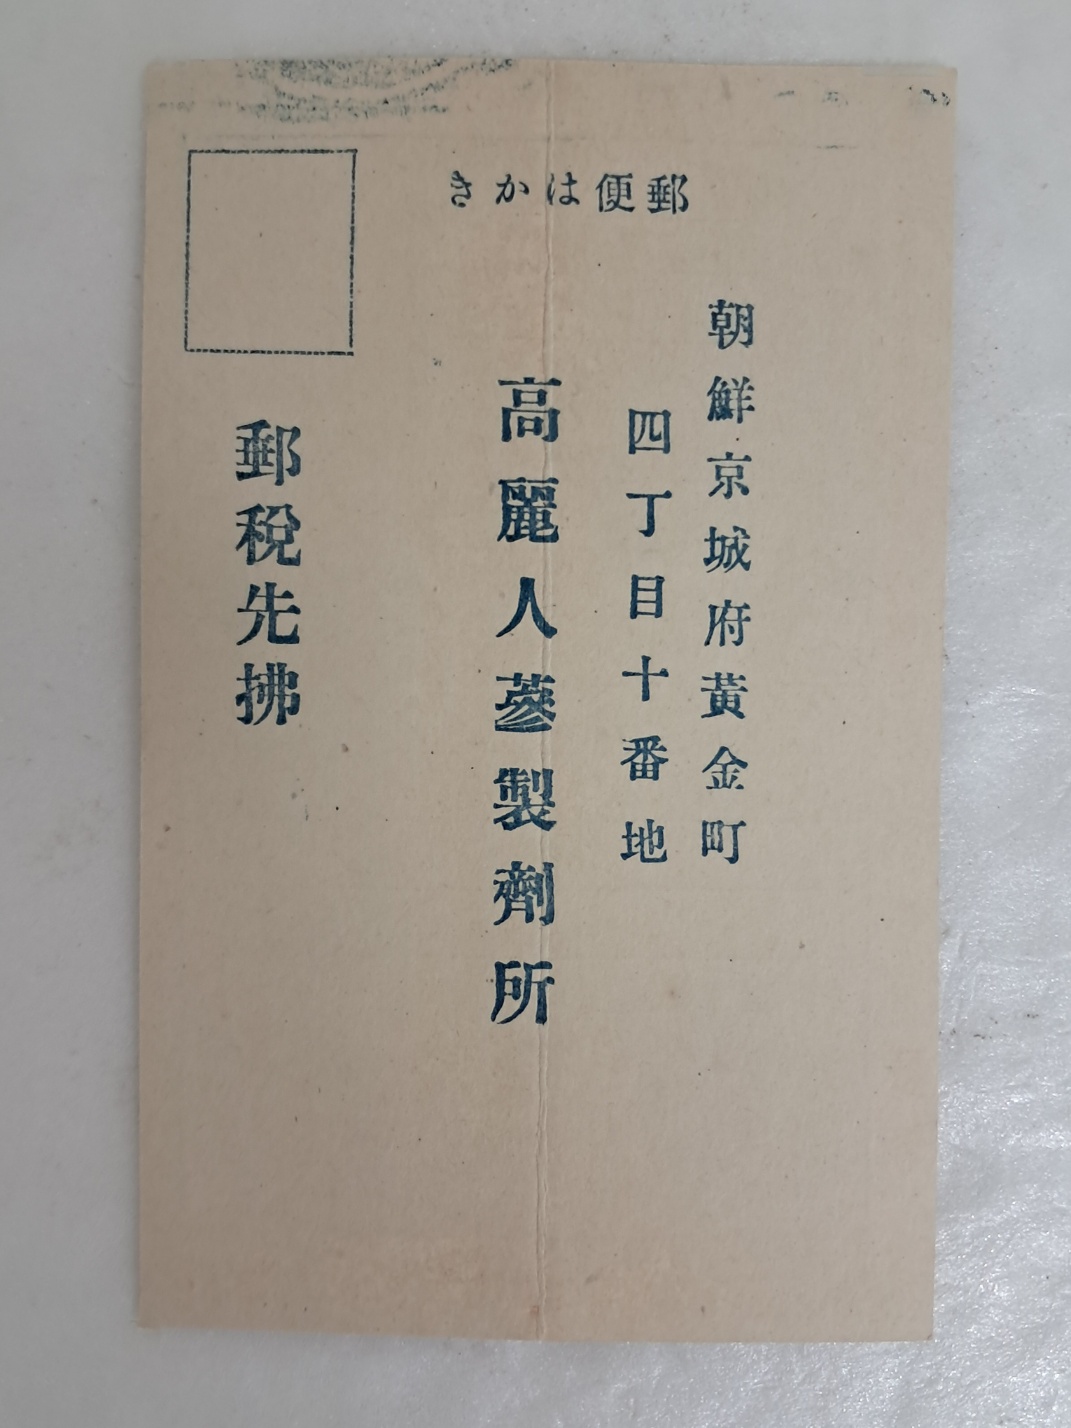 郵便はかき
朝鮮京城府黃金町
四丁目十番地
高麗人蔘製劑所
郵稅先拂